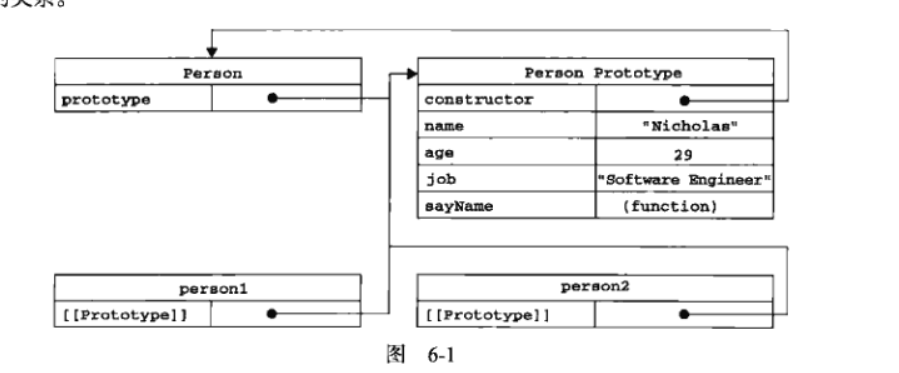 的关系。
Person
prototype
Person Prototype
constructor
name "Nicholas"
age 29
job "Software Engineer"
sayName (function)
person1
[[Prototype]]
person2
[[Prototype]]
图 6-1